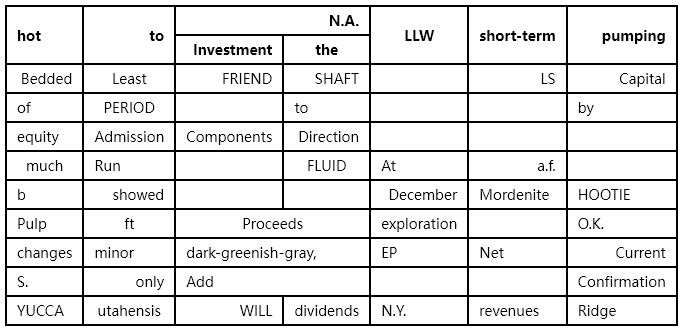 hot to N.A. LLW short-term pumping
Investment the
Bedded Least FRIEND SHAFT LS Capital
of PERIOD to by
equity Admission Components Direction
much Run FLUID At a.f.
b showed December Mordenite HOOTIE
Pulp ft Proceeds exploration O.K.
changes minor dark-greenish-gray, EP Net Current
S. only Add Confirmation
YUCCA utahensis WILL dividends N.Y. revenues Ridge